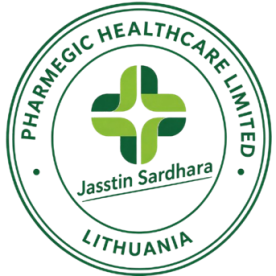 PHARMEGIC HEALTHCARE LIMITED
Jasstin Sardhara
LITHUANIA